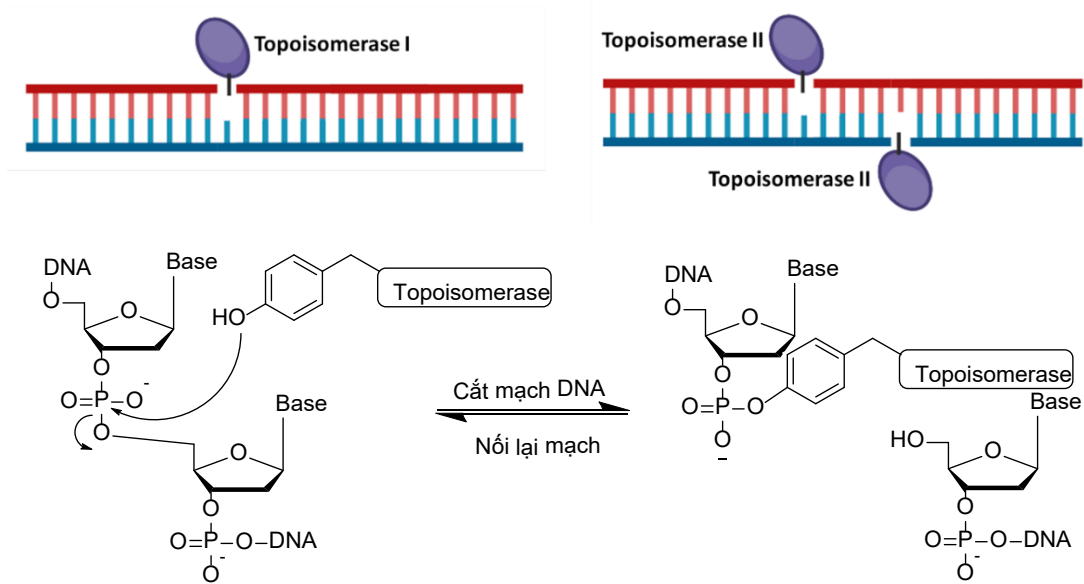 Topoisomerase I
Topoisomerase II
Topoisomerase II
DNA
Base
O
O
HO
Topoisomerase
O
O=P–O⁻
O
Base
O
O
O=P–O–DNA
O⁻
Cắt mạch DNA
Nối lại mạch
DNA
Base
O
O
Topoisomerase
O
O=P–O
O⁻
Base
HO
O
O
O=P–O–DNA
O⁻